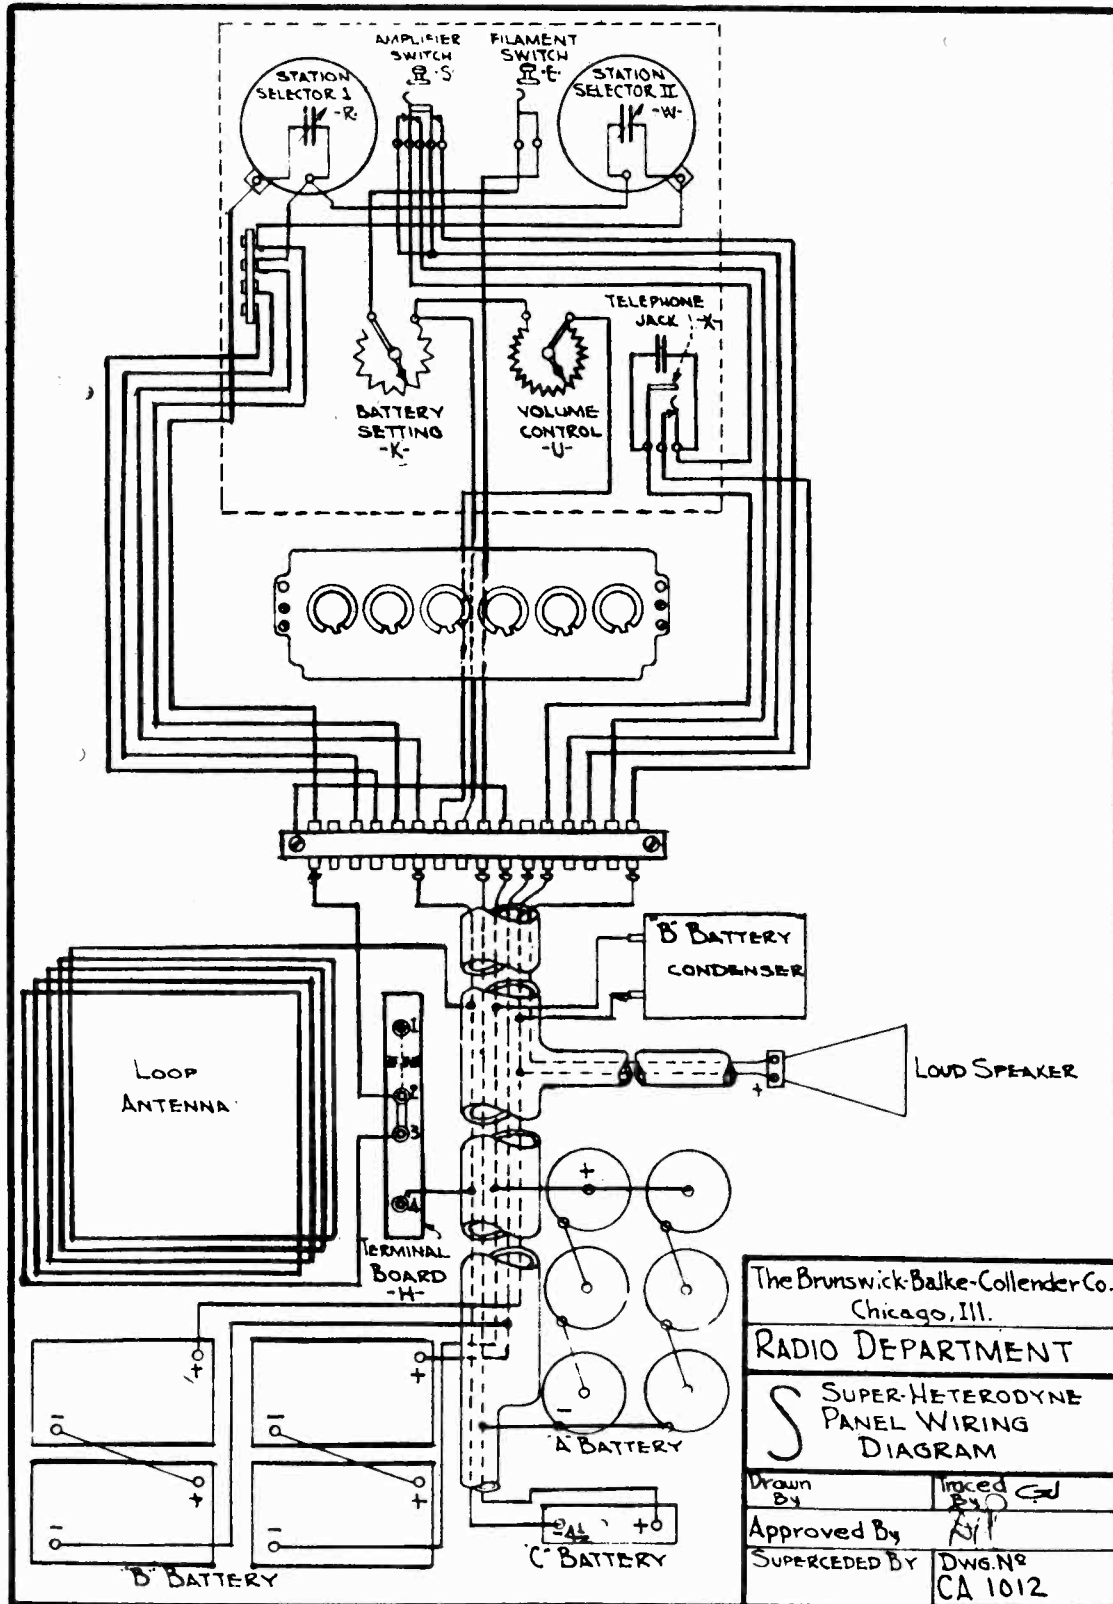 AMPLIFIER
SWITCH
-S-
FILAMENT
SWITCH
-E-
STATION
SELECTOR I
-R-
STATION
SELECTOR II
-W-
TELEPHONE
JACK -X-
BATTERY
SETTING
-K-
VOLUME
CONTROL
-U-
"B" BATTERY
CONDENSER
LOOP
ANTENNA
1
2
3
4
LOUD SPEAKER
+
TERMINAL
BOARD
-H-
+
-
+
-
+
-
+
-
+
-
"A" BATTERY
"B" BATTERY
+
"C" BATTERY
The Brunswick-Balke-Collender Co.
Chicago, Ill.
RADIO DEPARTMENT
S SUPER-HETERODYNE
PANEL WIRING
DIAGRAM
Drawn
By
Traced
By
Approved By
SUPERCEDED BY
DWG. Nº
CA 1012